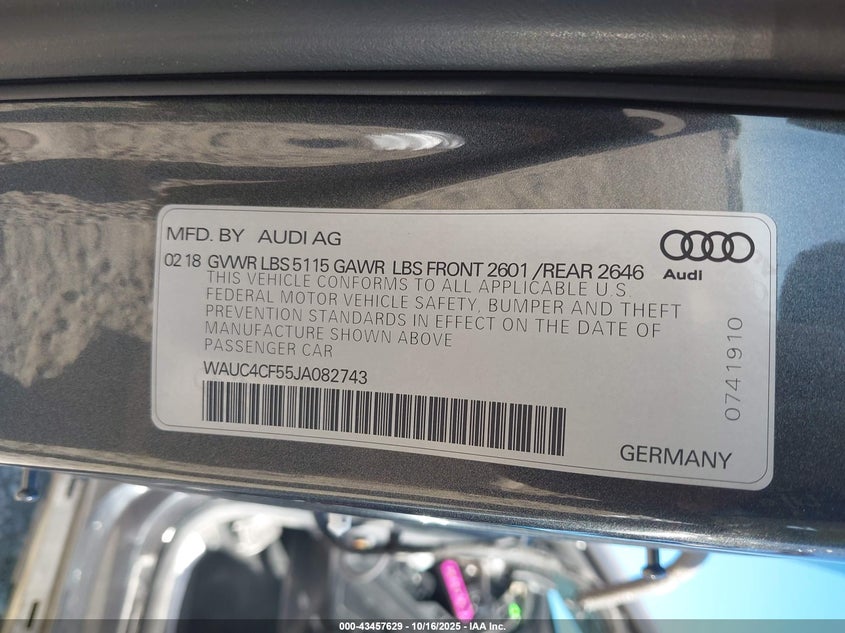 MFD. BY AUDI AG
Audi
02 18 GVWR LBS 5115 GAWR LBS FRONT 2601 /REAR 2646
THIS VEHICLE CONFORMS TO ALL APPLICABLE U.S.
FEDERAL MOTOR VEHICLE SAFETY, BUMPER AND THEFT
PREVENTION STANDARDS IN EFFECT ON THE DATE OF
MANUFACTURE SHOWN ABOVE
PASSENGER CAR
WAUC4CF55JA082743
0741910
GERMANY
000-43457629 - 10/16/2025 - IAA Inc.